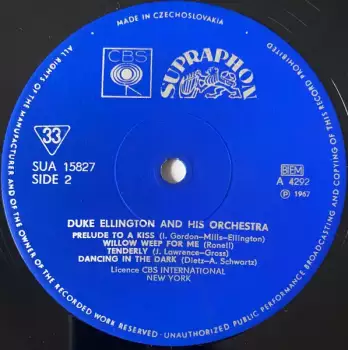 MADE IN CZECHOSLOVAKIA
ALL RIGHTS OF THE MANUFACTURER AND OF THE OWNER OF THE RECORDED WORK RESERVED
UNAUTHORIZED PUBLIC PERFORMANCE BROADCASTING AND COPYING OF THIS RECORD PROHIBITED
CBS
SUPRAPHON
33
SUA 15827
SIDE 2
BIEM
A 4292
℗ 1967
DUKE ELLINGTON AND HIS ORCHESTRA
PRELUDE TO A KISS (I. Gordon-Mills-Ellington)
WILLOW WEEP FOR ME (Ronell)
TENDERLY (J. Lawrence-Gross)
DANCING IN THE DARK (Dietz-A. Schwartz)
Licence CBS INTERNATIONAL
NEW YORK